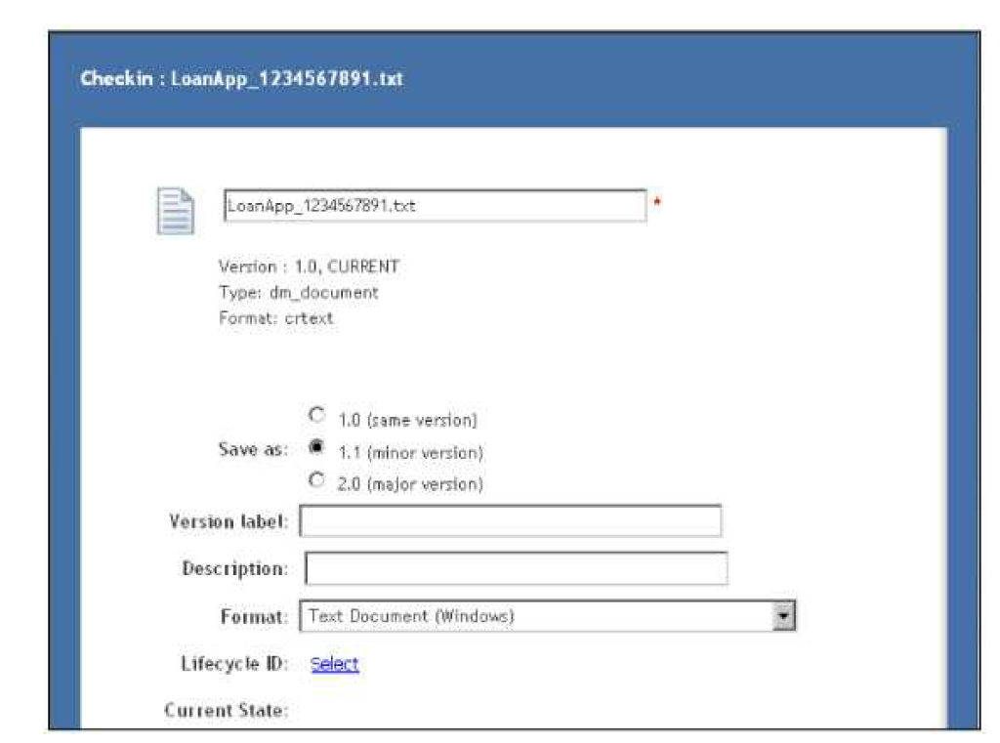 Checkin : LoanApp_1234567891.txt
LoanApp_1234567891.txt *
Version : 1.0, CURRENT
Type: dm_document
Format: crtext
1.0 (same version)
Save as: 1.1 (minor version)
2.0 (major version)
Version label:
Description:
Format: Text Document (Windows)
Lifecycle ID: Select
Current State: